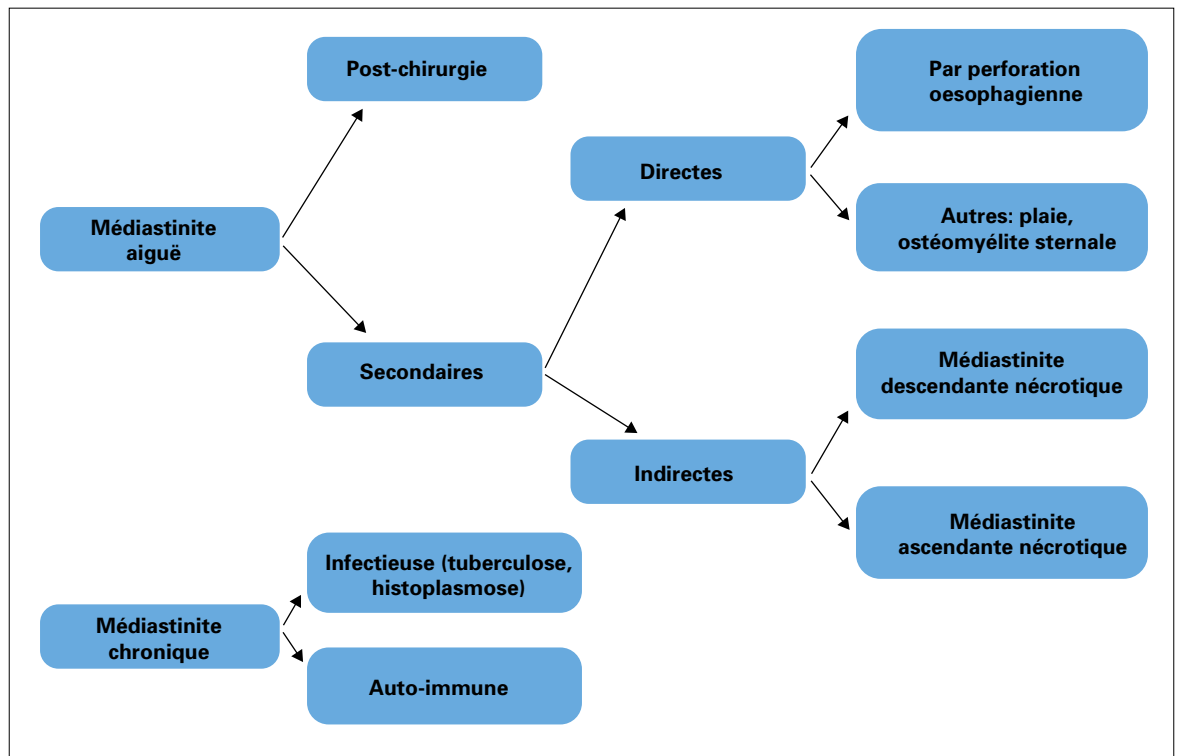 Médiastinite
aiguë
Post-chirurgie
Secondaires
Directes
Indirectes
Par perforation
oesophagienne
Autres: plaie,
ostéomyélite sternale
Médiastinite
descendante nécrotique
Médiastinite
ascendante nécrotique
Médiastinite
chronique
Infectieuse (tuberculose,
histoplasmose)
Auto-immune